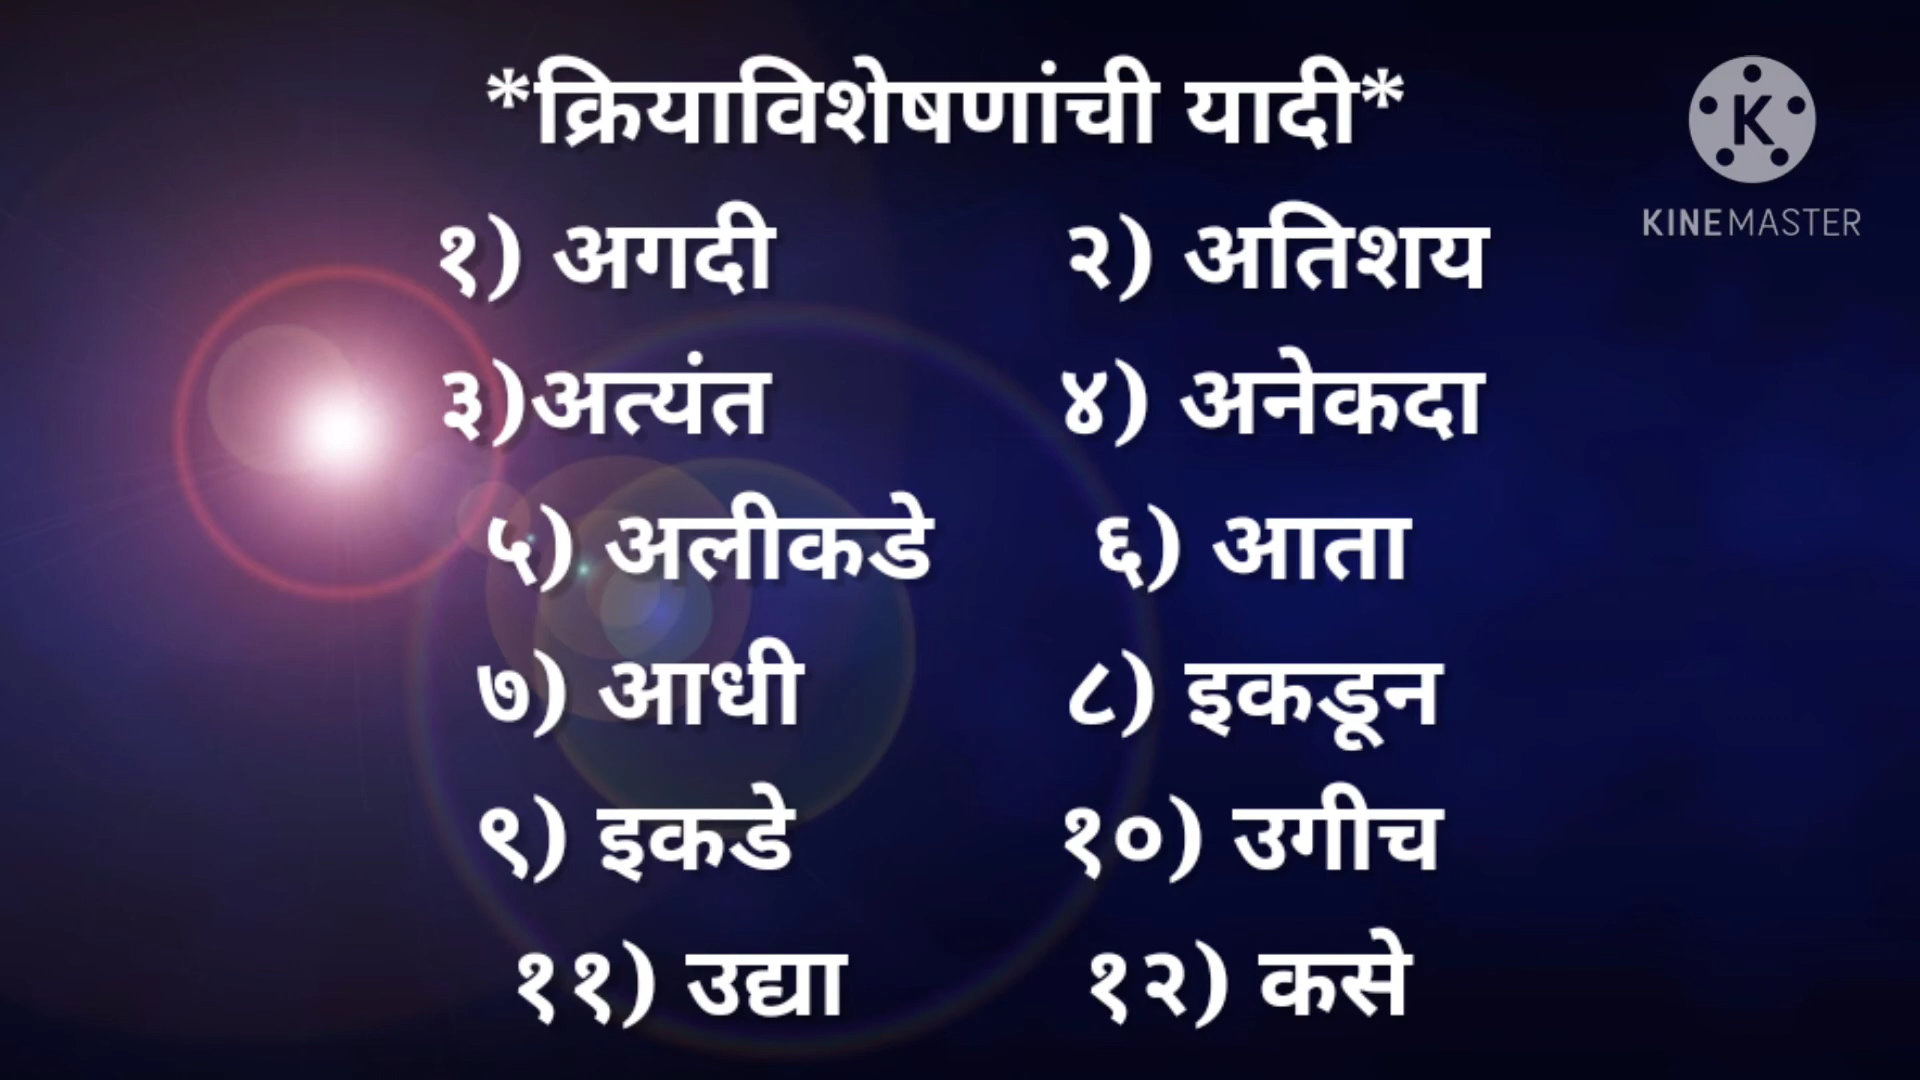 *क्रियाविशेषणांची यादी*
१) अगदी २) अतिशय
३)अत्यंत ४) अनेकदा
५) अलीकडे ६) आता
७) आधी ८) इकडून
९) इकडे १०) उगीच
११) उद्या १२) कसे
K
KINEMASTER